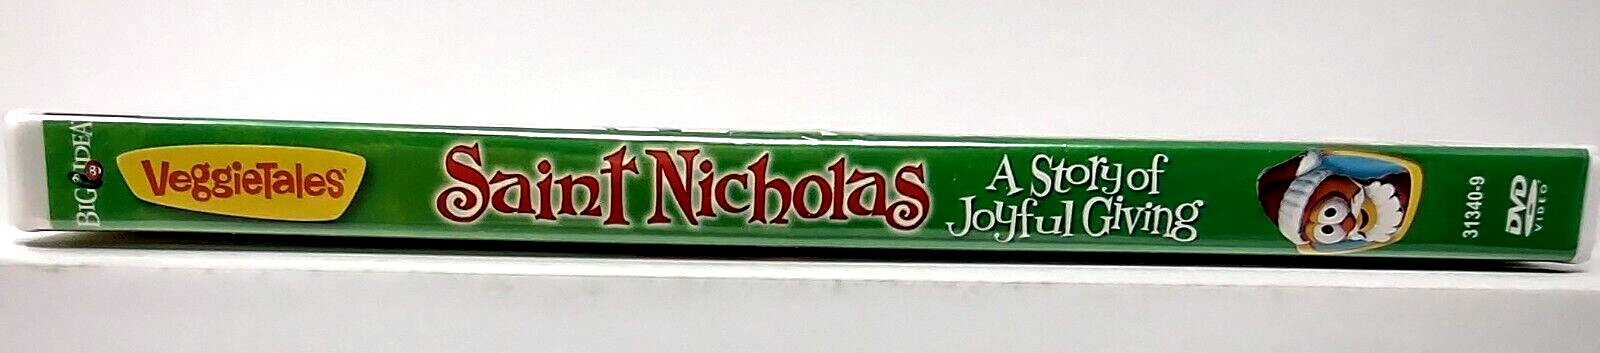 BIG IDEA
VeggieTales®
Saint Nicholas
A Story of
Joyful Giving
31340-9
DVD
VIDEO